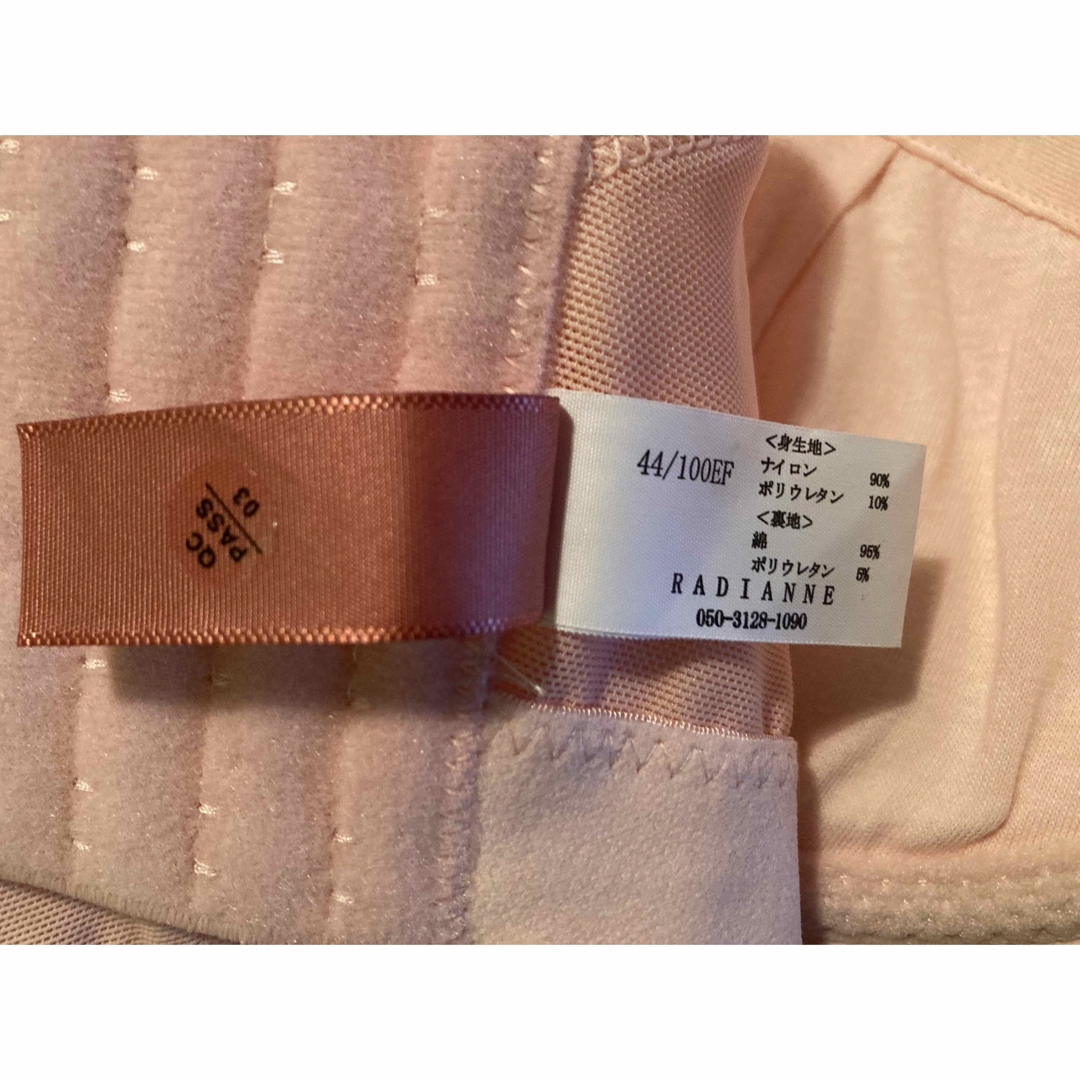 QC
PASS
03
44/100EF
<身生地>
ナイロン 90%
ポリウレタン 10%
<裏地>
綿 95%
ポリウレタン 5%
RADIANNE
050-3128-1090